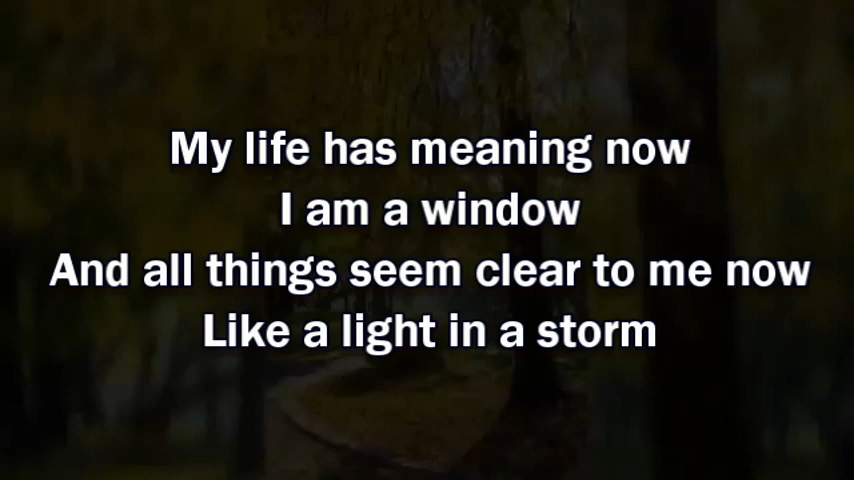 My life has meaning now
I am a window
And all things seem clear to me now
Like a light in a storm